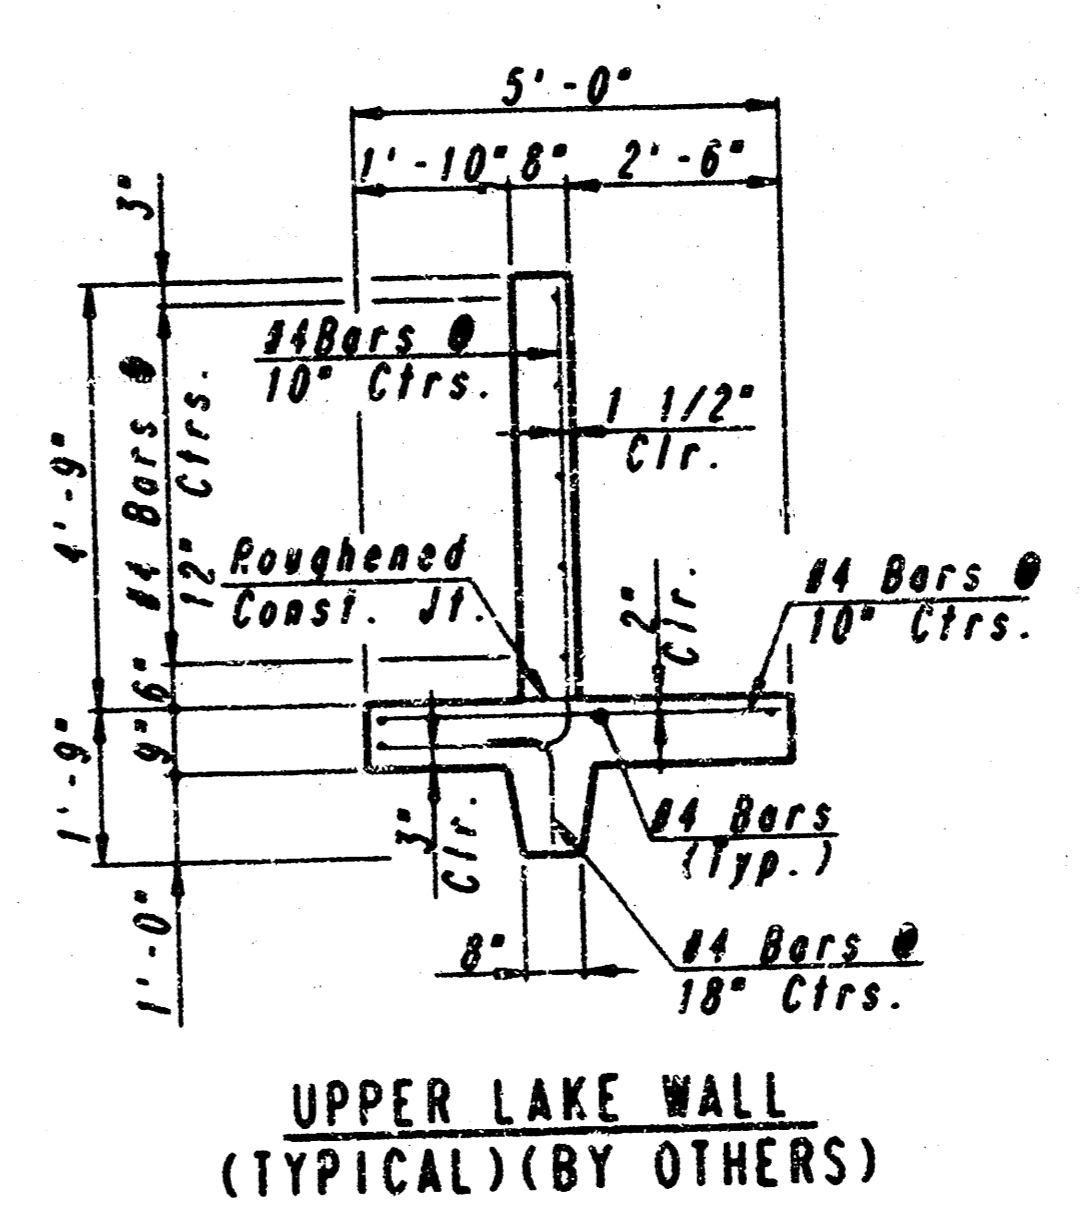 5'-0"
1'-10" 8" 2'-6"
3"
#4 Bars @
10" Ctrs.
1 1/2"
Clr.
4'-9"
#4 Bars @
12" Ctrs.
Roughened
Const. Jt.
2"
Clr.
#4 Bars @
10" Ctrs.
6"
9"
1'-9"
3"
Clr.
#4 Bars
(Typ.)
1'-0"
8"
#4 Bars @
18" Ctrs.
UPPER LAKE WALL
(TYPICAL)(BY OTHERS)